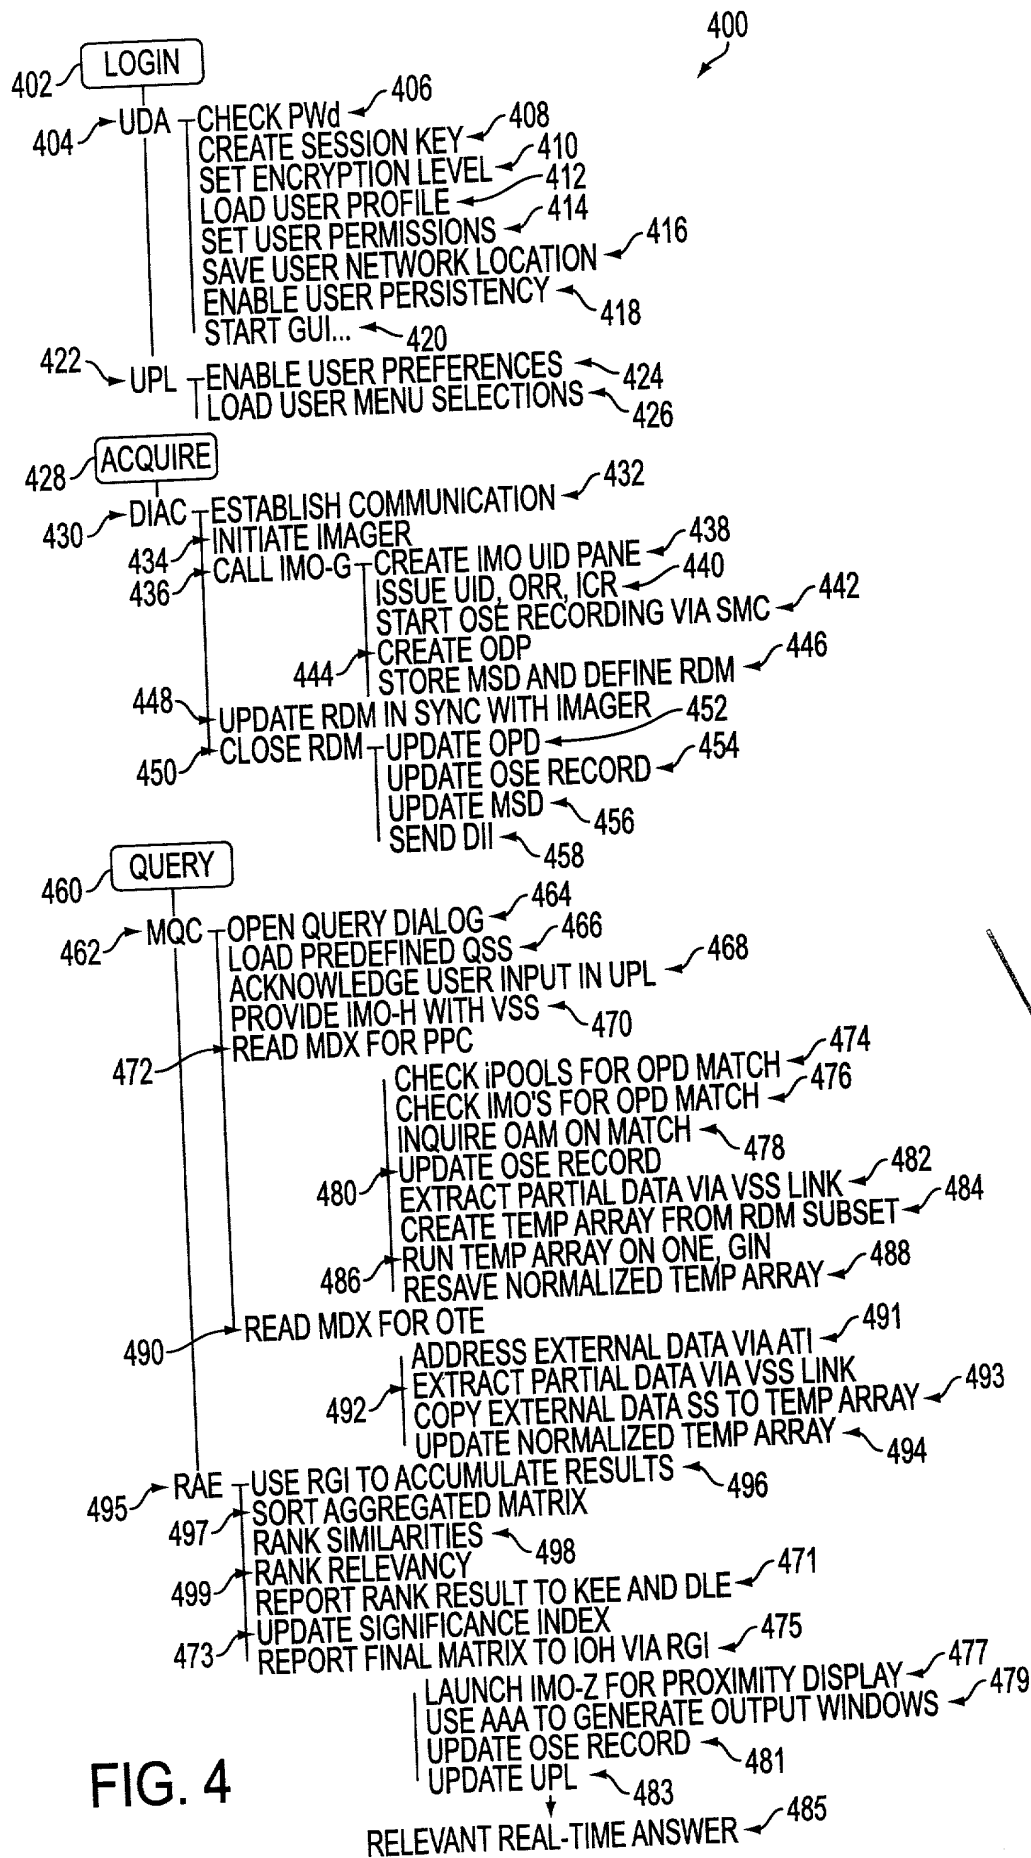 400
LOGIN
402
404 UDA CHECK PWd 406
CREATE SESSION KEY 408
SET ENCRYPTION LEVEL 410
LOAD USER PROFILE 412
SET USER PERMISSIONS 414
SAVE USER NETWORK LOCATION 416
ENABLE USER PERSISTENCY 418
START GUI... 420
422 UPL ENABLE USER PREFERENCES 424
LOAD USER MENU SELECTIONS 426
428 ACQUIRE
430 DIAC ESTABLISH COMMUNICATION 432
434 INITIATE IMAGER
436 CALL IMO-G CREATE IMO UID PANE 438
ISSUE UID, ORR, ICR 440
START OSE RECORDING VIA SMC 442
444 CREATE ODP
STORE MSD AND DEFINE RDM 446
448 UPDATE RDM IN SYNC WITH IMAGER
450 CLOSE RDM UPDATE OPD 452
UPDATE OSE RECORD 454
UPDATE MSD 456
SEND DII 458
460 QUERY
462 MQC OPEN QUERY DIALOG 464
LOAD PREDEFINED QSS 466
ACKNOWLEDGE USER INPUT IN UPL 468
PROVIDE IMO-H WITH VSS 470
472 READ MDX FOR PPC
CHECK iPOOLS FOR OPD MATCH 474
CHECK IMO'S FOR OPD MATCH 476
INQUIRE OAM ON MATCH 478
480 UPDATE OSE RECORD
EXTRACT PARTIAL DATA VIA VSS LINK 482
CREATE TEMP ARRAY FROM RDM SUBSET 484
486 RUN TEMP ARRAY ON ONE, GIN
RESAVE NORMALIZED TEMP ARRAY 488
490 READ MDX FOR OTE
ADDRESS EXTERNAL DATA VIA ATI 491
492 EXTRACT PARTIAL DATA VIA VSS LINK
COPY EXTERNAL DATA SS TO TEMP ARRAY 493
UPDATE NORMALIZED TEMP ARRAY 494
495 RAE USE RGI TO ACCUMULATE RESULTS 496
497 SORT AGGREGATED MATRIX
RANK SIMILARITIES 498
499 RANK RELEVANCY
REPORT RANK RESULT TO KEE AND DLE 471
473 UPDATE SIGNIFICANCE INDEX
REPORT FINAL MATRIX TO IOH VIA RGI 475
LAUNCH IMO-Z FOR PROXIMITY DISPLAY 477
USE AAA TO GENERATE OUTPUT WINDOWS 479
UPDATE OSE RECORD 481
UPDATE UPL 483
RELEVANT REAL-TIME ANSWER 485
FIG. 4